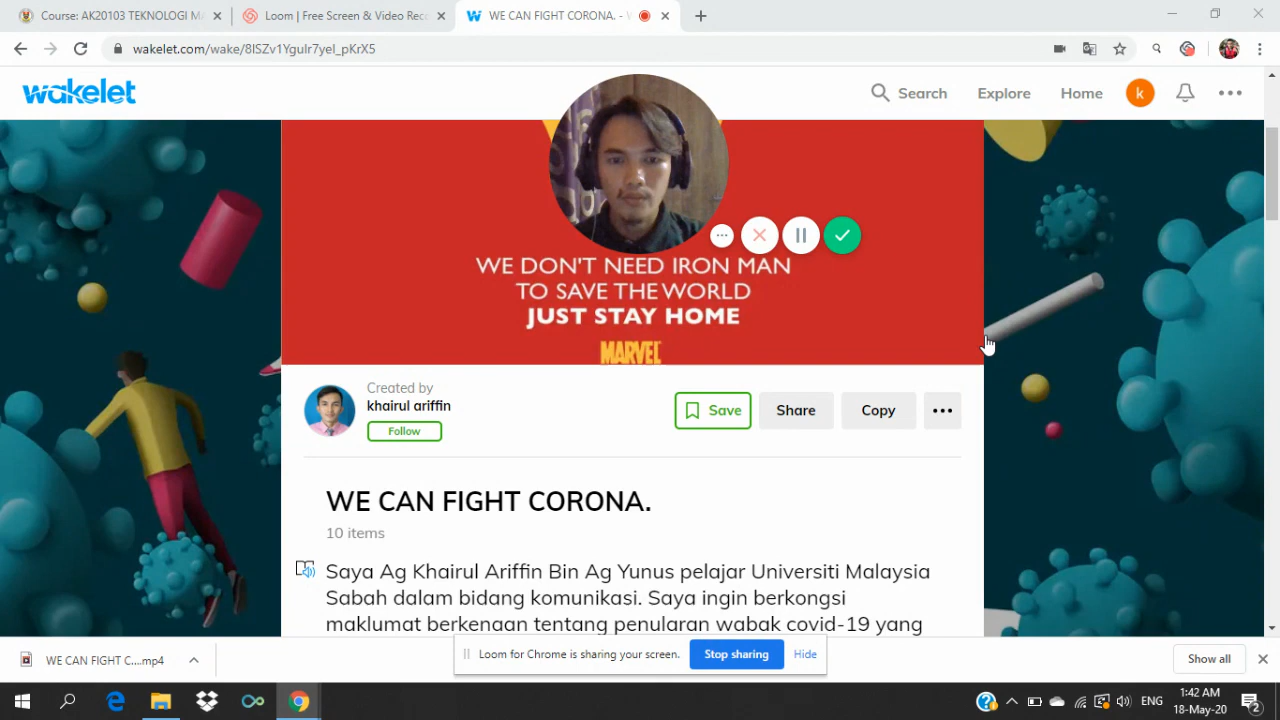 Course: AK20103 TEKNOLOGI M
Loom | Free Screen & Video Rec
WE CAN FIGHT CORONA. -
wakelet.com/wake/8lSZv1YguIr7yeI_pKrX5
wakelet
Search
Explore
Home
k
WE DON'T NEED IRON MAN
TO SAVE THE WORLD
JUST STAY HOME
MARVEL
Created by
khairul ariffin
Follow
Save
Share
Copy
WE CAN FIGHT CORONA.
10 items
Saya Ag Khairul Ariffin Bin Ag Yunus pelajar Universiti Malaysia
Sabah dalam bidang komunikasi. Saya ingin berkongsi
maklumat berkenaan tentang penularan wabak covid-19 yang
Loom for Chrome is sharing your screen.
Stop sharing
Hide
WE CAN FIGHT C....mp4
Show all
ENG
1:42 AM
18-May-20
2